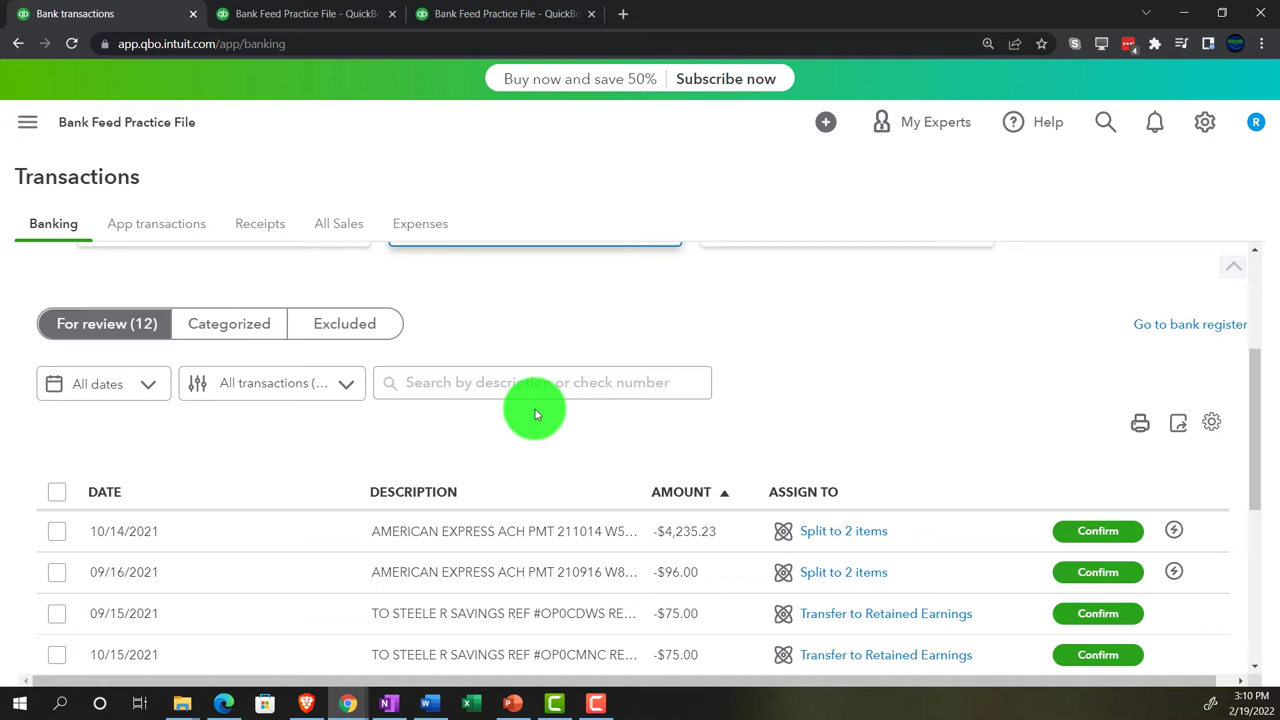 Bank transactions
Bank Feed Practice File - QuickBo
Bank Feed Practice File - QuickBo
app.qbo.intuit.com/app/banking
4
Buy now and save 50% Subscribe now
Bank Feed Practice File
My Experts
Help
R
Transactions
Banking
App transactions
Receipts
All Sales
Expenses
For review (12)
Categorized
Excluded
Go to bank register
All dates
All transactions (...
Search by description or check number
DATE DESCRIPTION AMOUNT ASSIGN TO
10/14/2021 AMERICAN EXPRESS ACH PMT 211014 W5... -$4,235.23 Split to 2 items Confirm
09/16/2021 AMERICAN EXPRESS ACH PMT 210916 W8... -$96.00 Split to 2 items Confirm
09/15/2021 TO STEELE R SAVINGS REF #OP0CDWS RE... -$75.00 Transfer to Retained Earnings Confirm
10/15/2021 TO STEELE R SAVINGS REF #OP0CMNC RE... -$75.00 Transfer to Retained Earnings Confirm
3:10 PM
2/19/2022